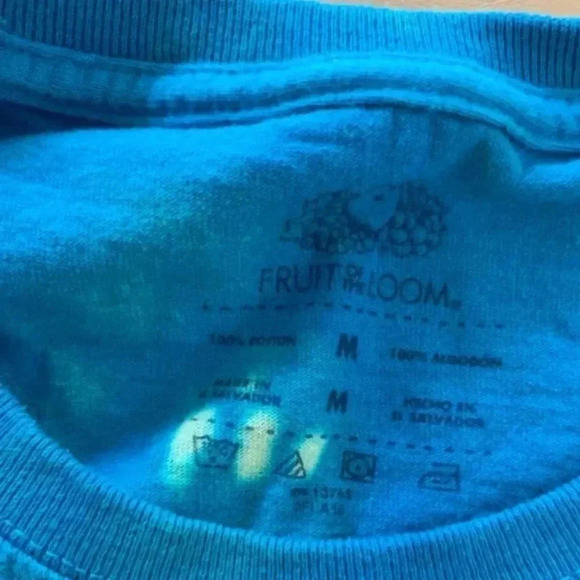 FRUIT OF THE LOOM
100% COTTON M 100% ALGODÓN
MADE IN EL SALVADOR M HECHO EN EL SALVADOR